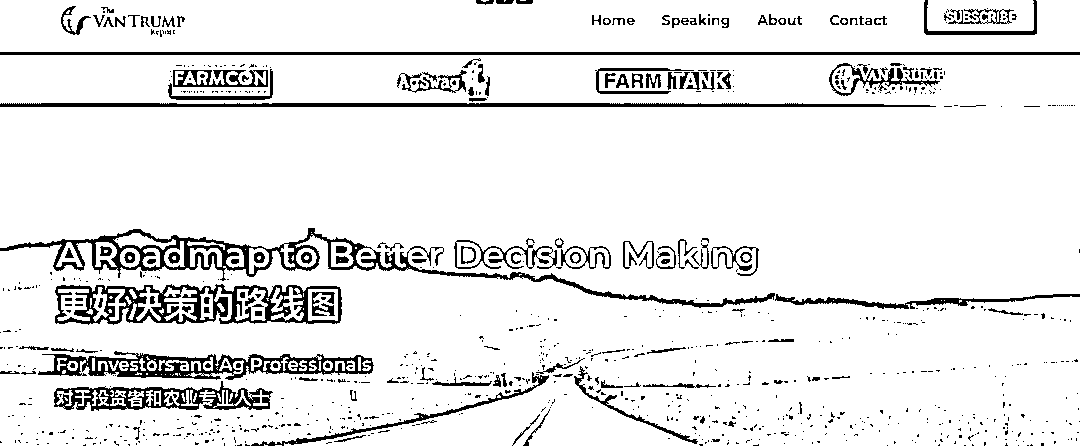 The
VAN TRUMP
Report
Home Speaking About Contact SUBSCRIBE
FARMCON AgSwag FARM TANK VAN TRUMP
A Roadmap to Better Decision Making
更好决策的路线图
For Investors and Ag Professionals
对于投资者和农业专业人士